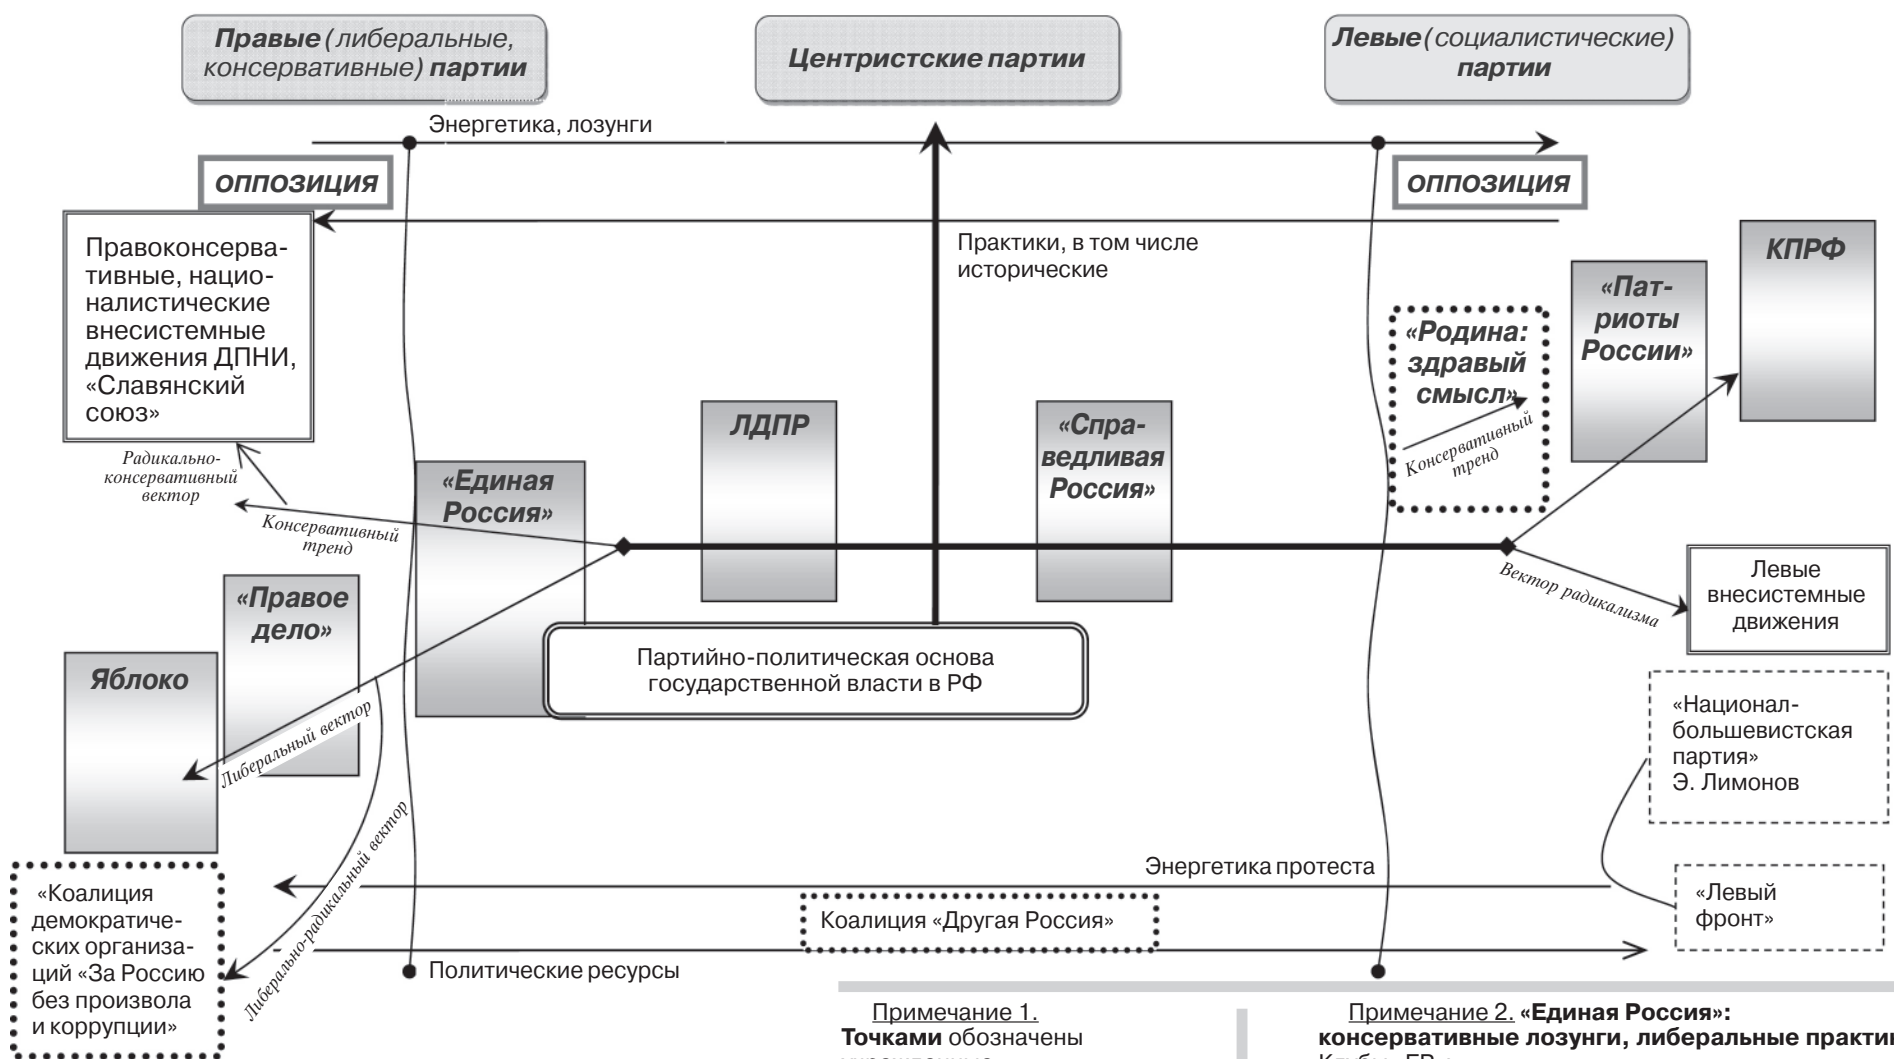 Правые (либеральные,
консервативные) партии
Центристские партии
Левые (социалистические)
партии
Энергетика, лозунги
ОППОЗИЦИЯ
ОППОЗИЦИЯ
Практики, в том числе
исторические
Правоконсерва-
тивные, нацио-
налистические
внесистемные
движения ДПНИ,
«Славянский
союз»
КПРФ
«Пат-
риоты
России»
«Родина:
здравый
смысл»
Консервативный
тренд
ЛДПР
«Спра-
ведливая
Россия»
Радикально-
консервативный
вектор
«Единая
Россия»
Консервативный
тренд
Вектор радикализма
Левые
внесистемные
движения
«Правое
дело»
Яблоко
Либеральный вектор
Партийно-политическая основа
государственной власти в РФ
«Национал-
большевистская
партия»
Э. Лимонов
Либерально-радикальный вектор
Энергетика протеста
«Коалиция
демократиче-
ских организа-
ций «За Россию
без произвола
и коррупции»
Коалиция «Другая Россия»
«Левый
фронт»
Политические ресурсы
Примечание 1.
Точками обозначены
Примечание 2. «Единая Россия»:
консервативные лозунги, либеральные практи